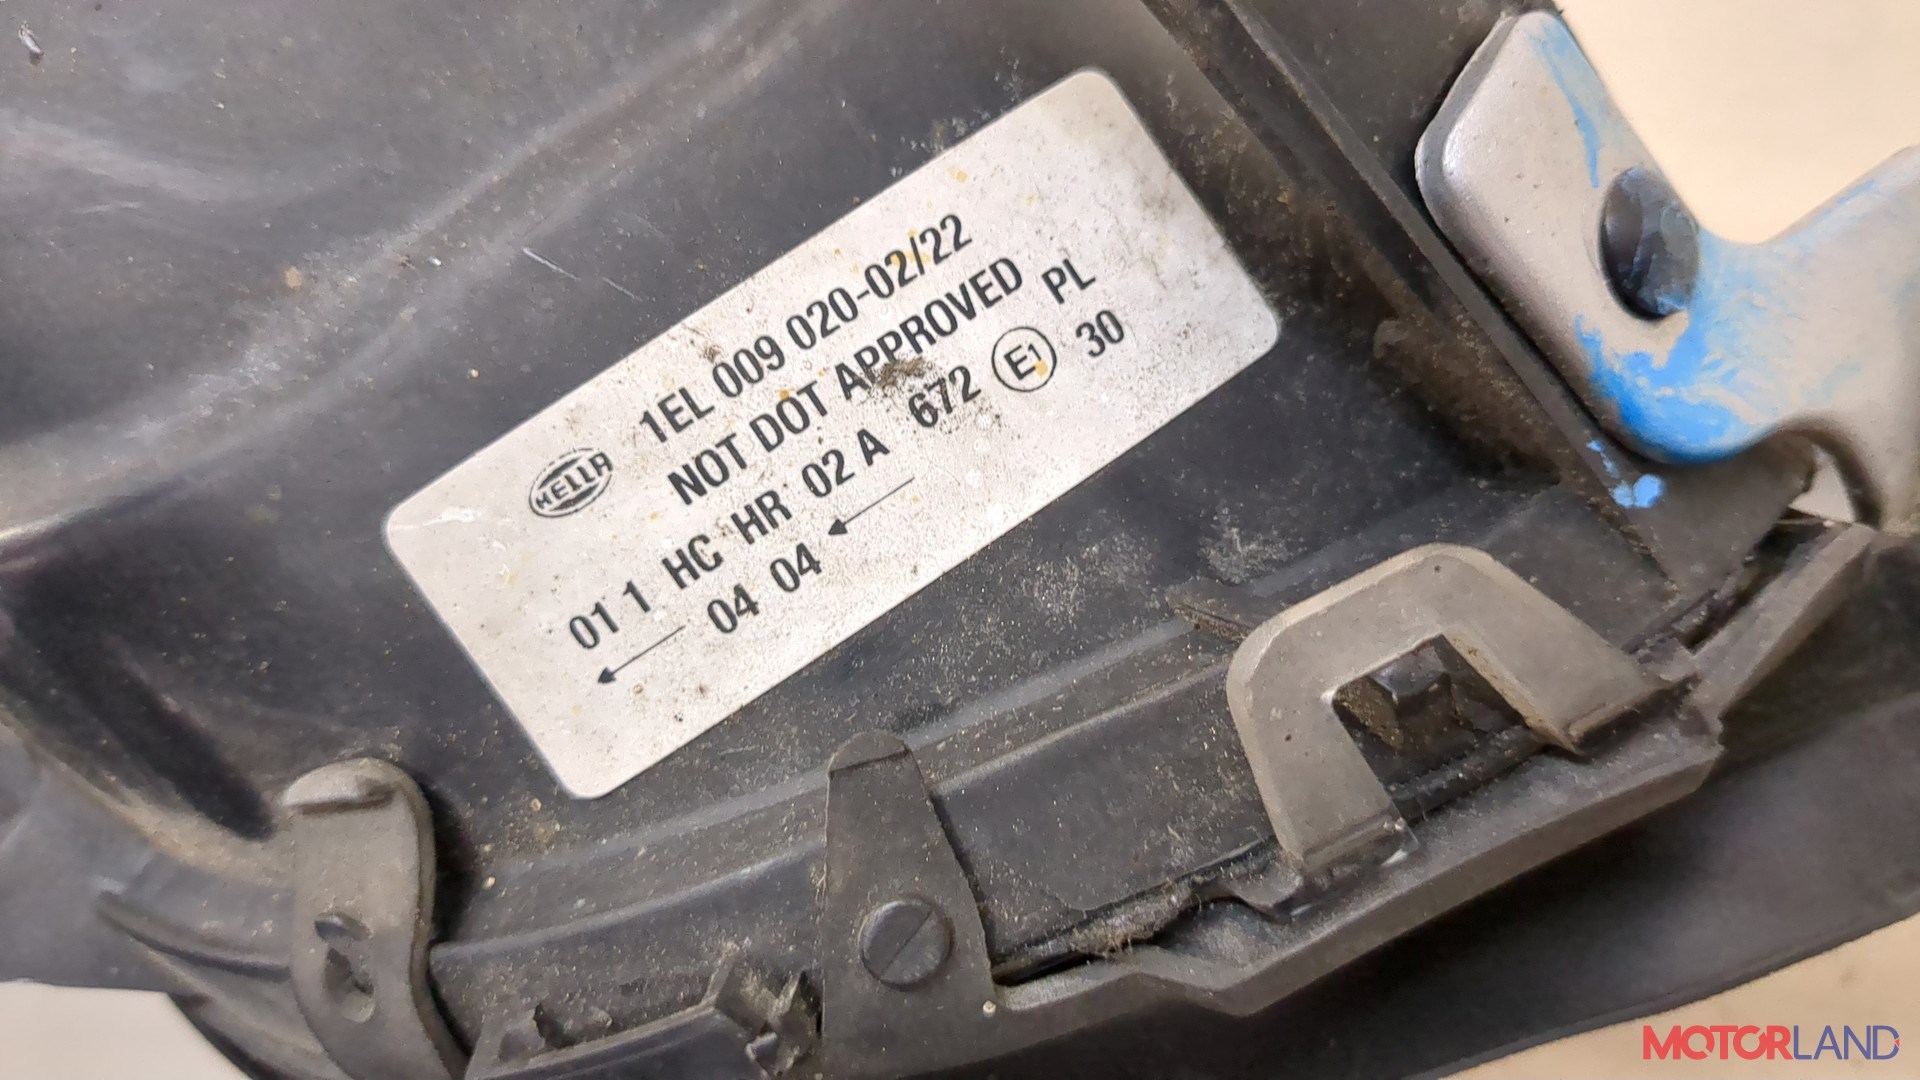 HELLA
1EL 009 020-02/22
NOT DOT APPROVED
01 1 HC HR 02 A 672 E1 PL
04 04 30
MOTORLAND